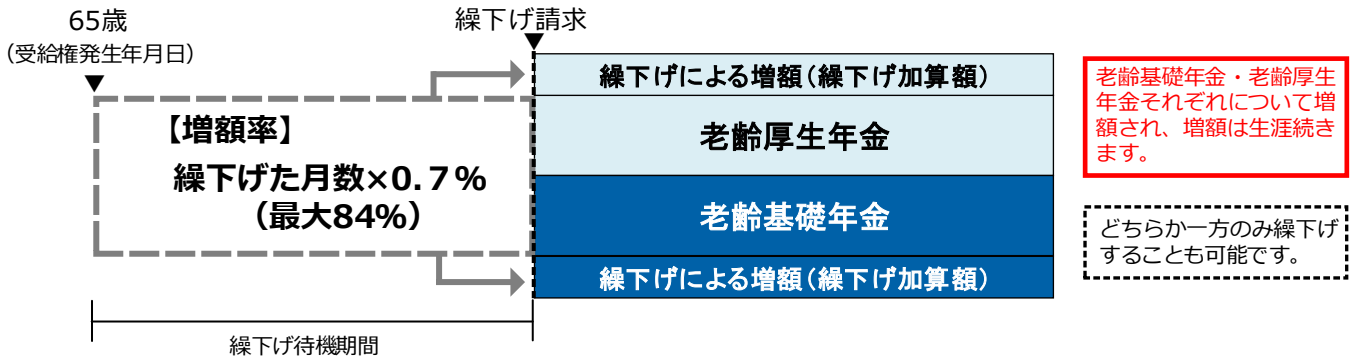 65歳
(受給権発生年月日)
繰下げ請求
【増額率】
繰下げた月数×0.7%
(最大84%)
繰下げによる増額(繰下げ加算額)
老齢厚生年金
老齢基礎年金
繰下げによる増額(繰下げ加算額)
繰下げ待機期間
老齢基礎年金・老齢厚生
年金それぞれについて増
額され、増額は生涯続き
ます。
どちらか一方のみ繰下げ
することも可能です。